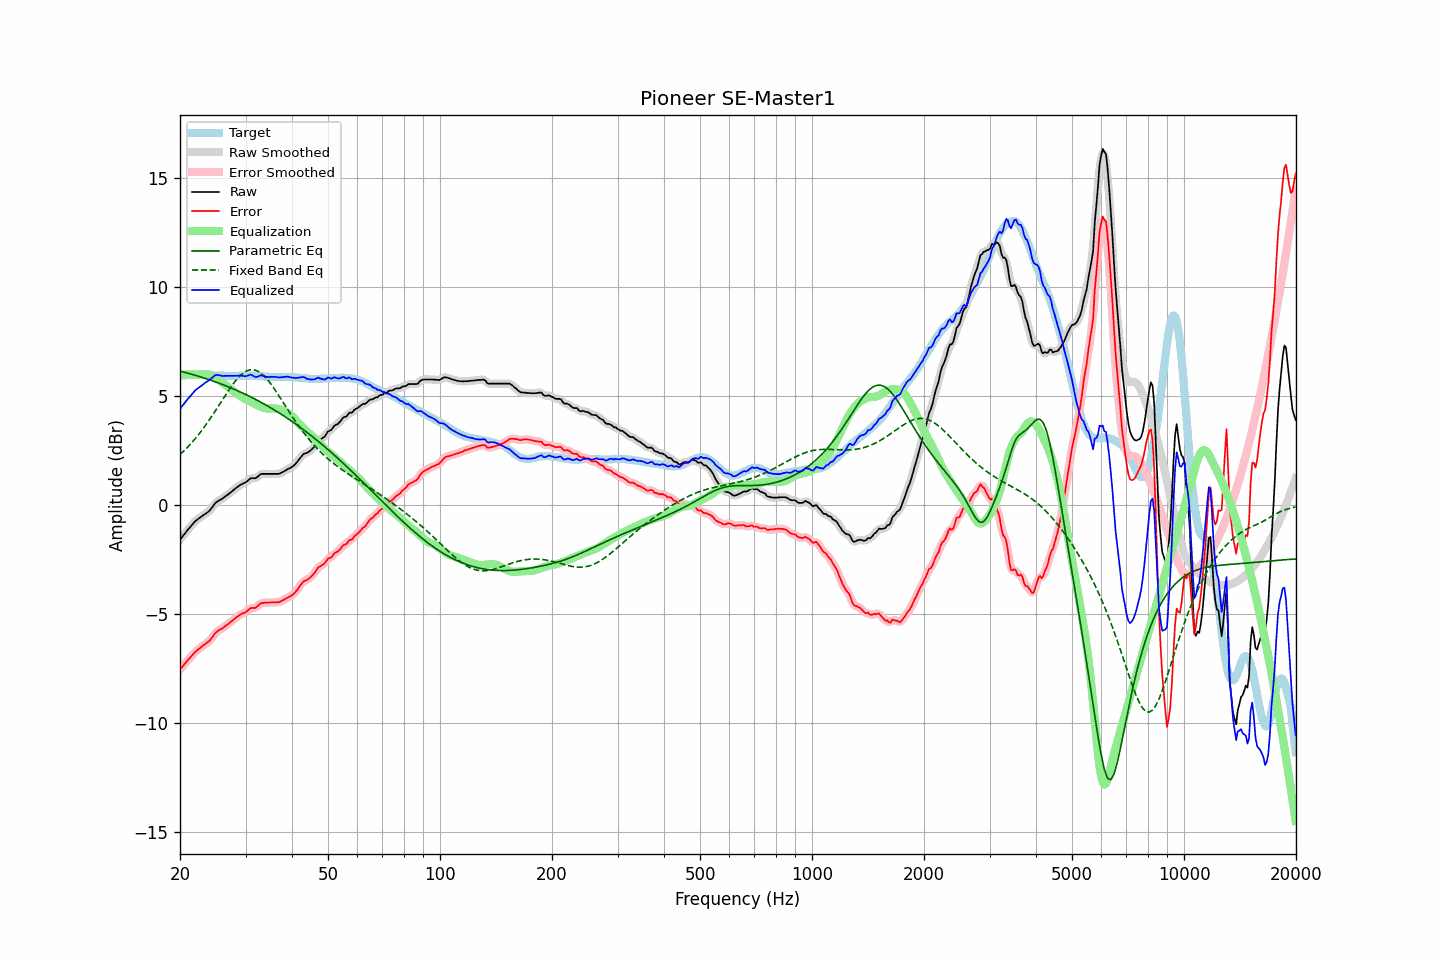 Pioneer SE-Master1
Target
Raw Smoothed
Error Smoothed
Raw
Error
Equalization
Parametric Eq
Fixed Band Eq
Equalized
Amplitude (dBr)
15
10
5
0
−5
−10
−15
20 50 100 200 500 1000 2000 5000 10000 20000
Frequency (Hz)